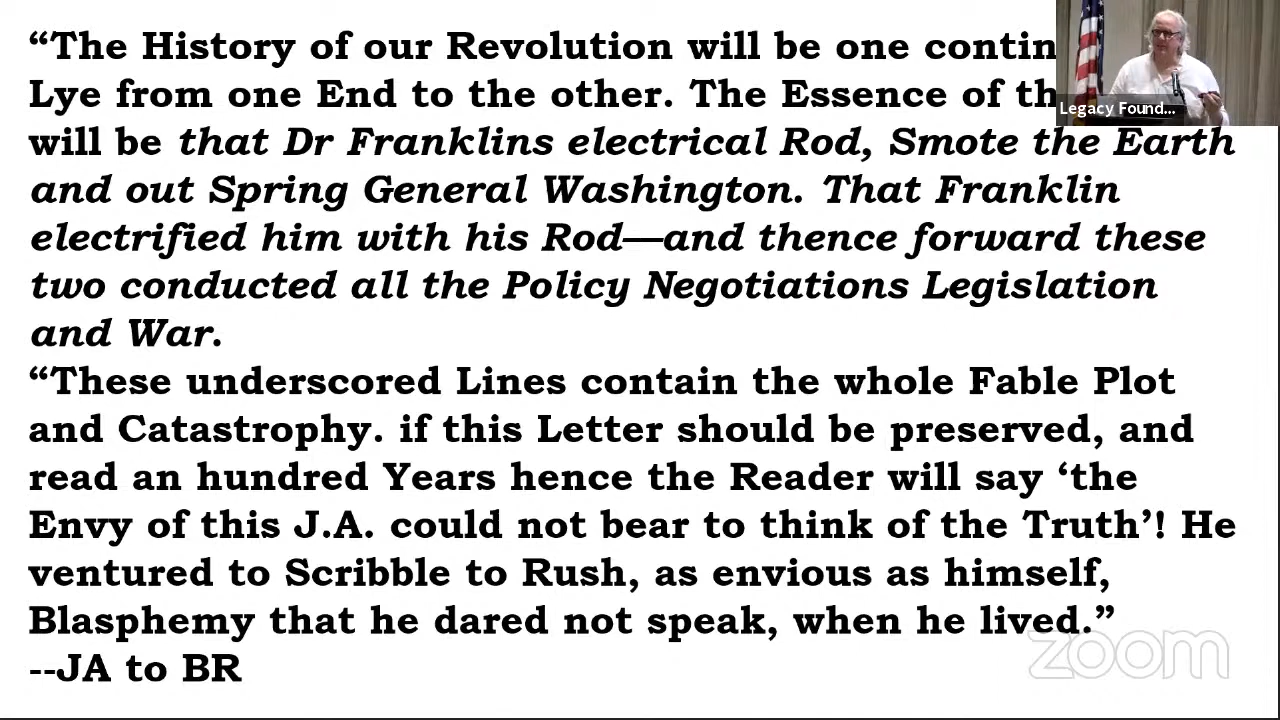 “The History of our Revolution will be one contin
Lye from one End to the other. The Essence of th
will be that Dr Franklins electrical Rod, Smote the Earth
and out Spring General Washington. That Franklin
electrified him with his Rod—and thence forward these
two conducted all the Policy Negotiations Legislation
and War.
“These underscored Lines contain the whole Fable Plot
and Catastrophy. if this Letter should be preserved, and
read an hundred Years hence the Reader will say ‘the
Envy of this J.A. could not bear to think of the Truth’! He
ventured to Scribble to Rush, as envious as himself,
Blasphemy that he dared not speak, when he lived.”
--JA to BR
Legacy Found...
zoom